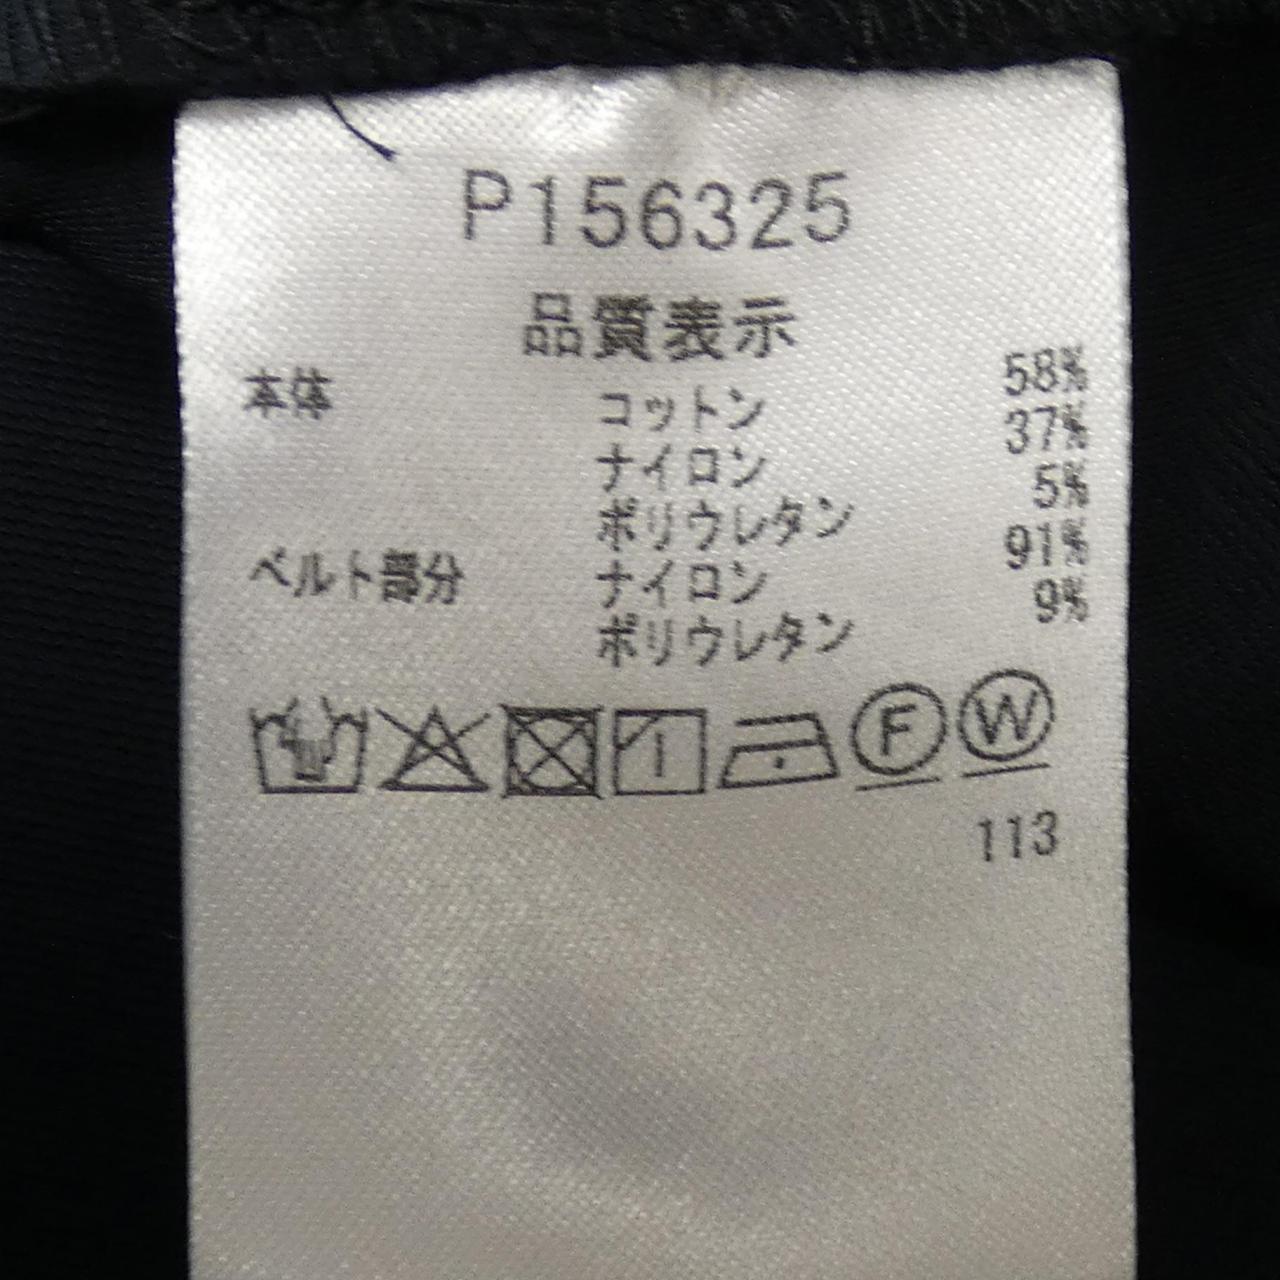 P156325
品質表示
本体 コットン 58%
ナイロン 37%
ポリウレタン 5%
ベルト部分 ナイロン 91%
ポリウレタン 9%
F W
113